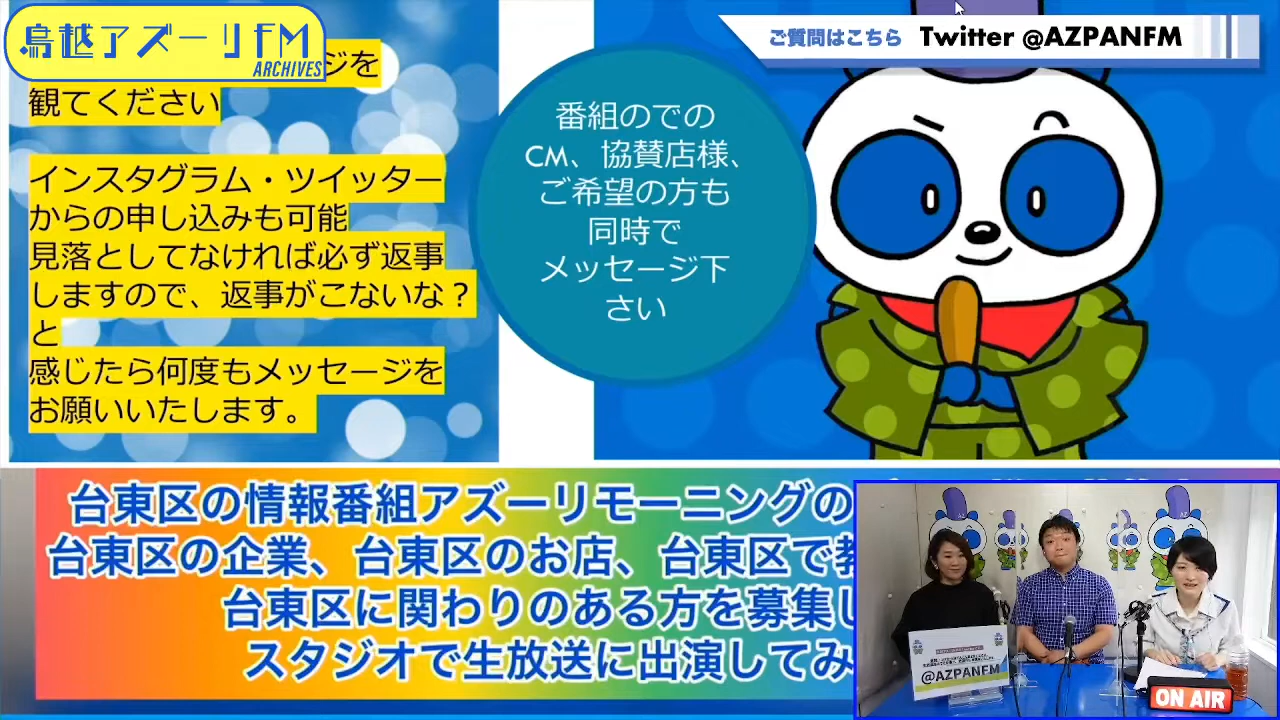 鳥越アズーリFM
ARCHIVES
ジを
観てください
インスタグラム・ツイッター
からの申し込みも可能
見落としてなければ必ず返事
しますので、返事がこないな？
と
感じたら何度もメッセージを
お願いいたします。
番組のでの
CM、協賛店様、
ご希望の方も
同時で
メッセージ下
さい
ご質問はこちら Twitter @AZPANFM
台東区の情報番組アズーリモーニングの
台東区の企業、台東区のお店、台東区で
台東区に関わりのある方を募集し
スタジオで生放送に出演してみ
@AZPANFM
ON AIR